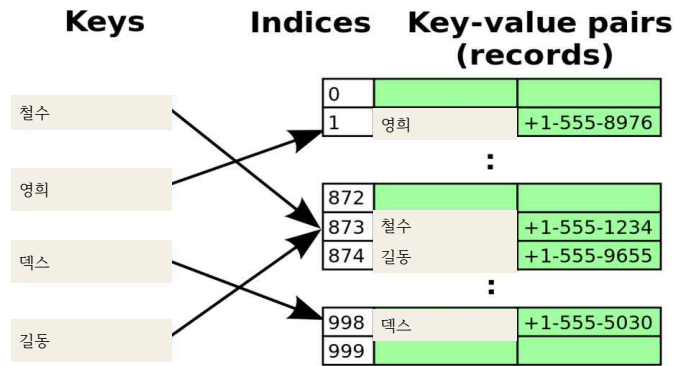 Keys
Indices
Key-value pairs
(records)
철수
영희
덱스
길동
0
1 영희 +1-555-8976
:
872
873 철수 +1-555-1234
874 길동 +1-555-9655
:
998 덱스 +1-555-5030
999